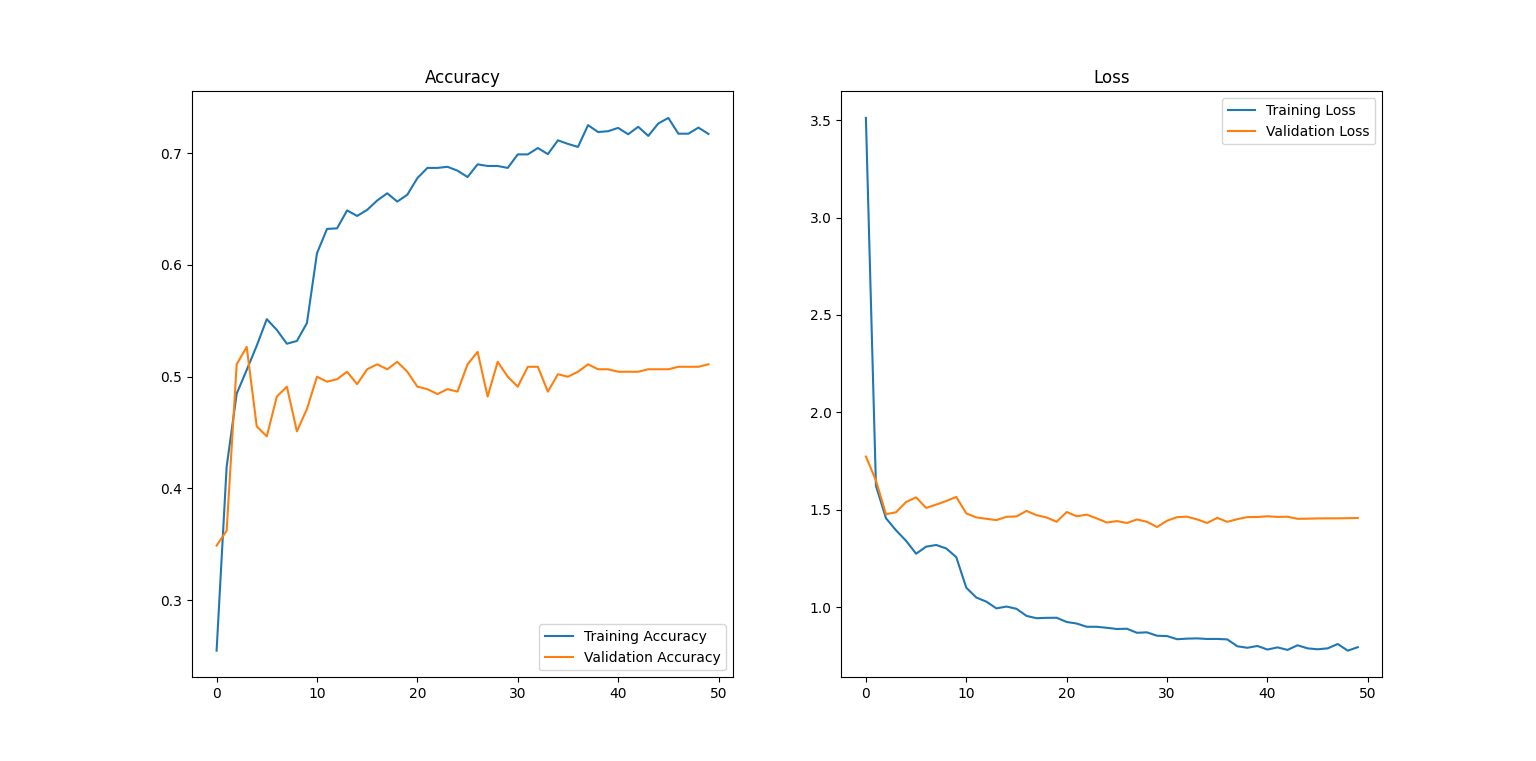 Accuracy
0.7
0.6
0.5
0.4
0.3
0 10 20 30 40 50
Training Accuracy
Validation Accuracy
Loss
3.5
3.0
2.5
2.0
1.5
1.0
0 10 20 30 40 50
Training Loss
Validation Loss